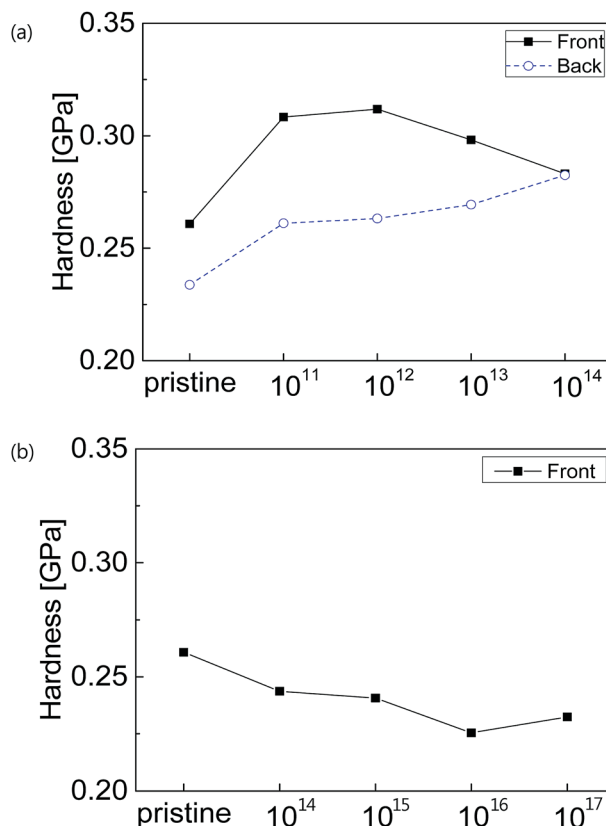 (a)
0.35
0.30
0.25
0.20
Hardness [GPa]
Front
Back
pristine 10¹¹ 10¹² 10¹³ 10¹⁴
(b)
0.35
0.30
0.25
0.20
Hardness [GPa]
Front
pristine 10¹⁴ 10¹⁵ 10¹⁶ 10¹⁷